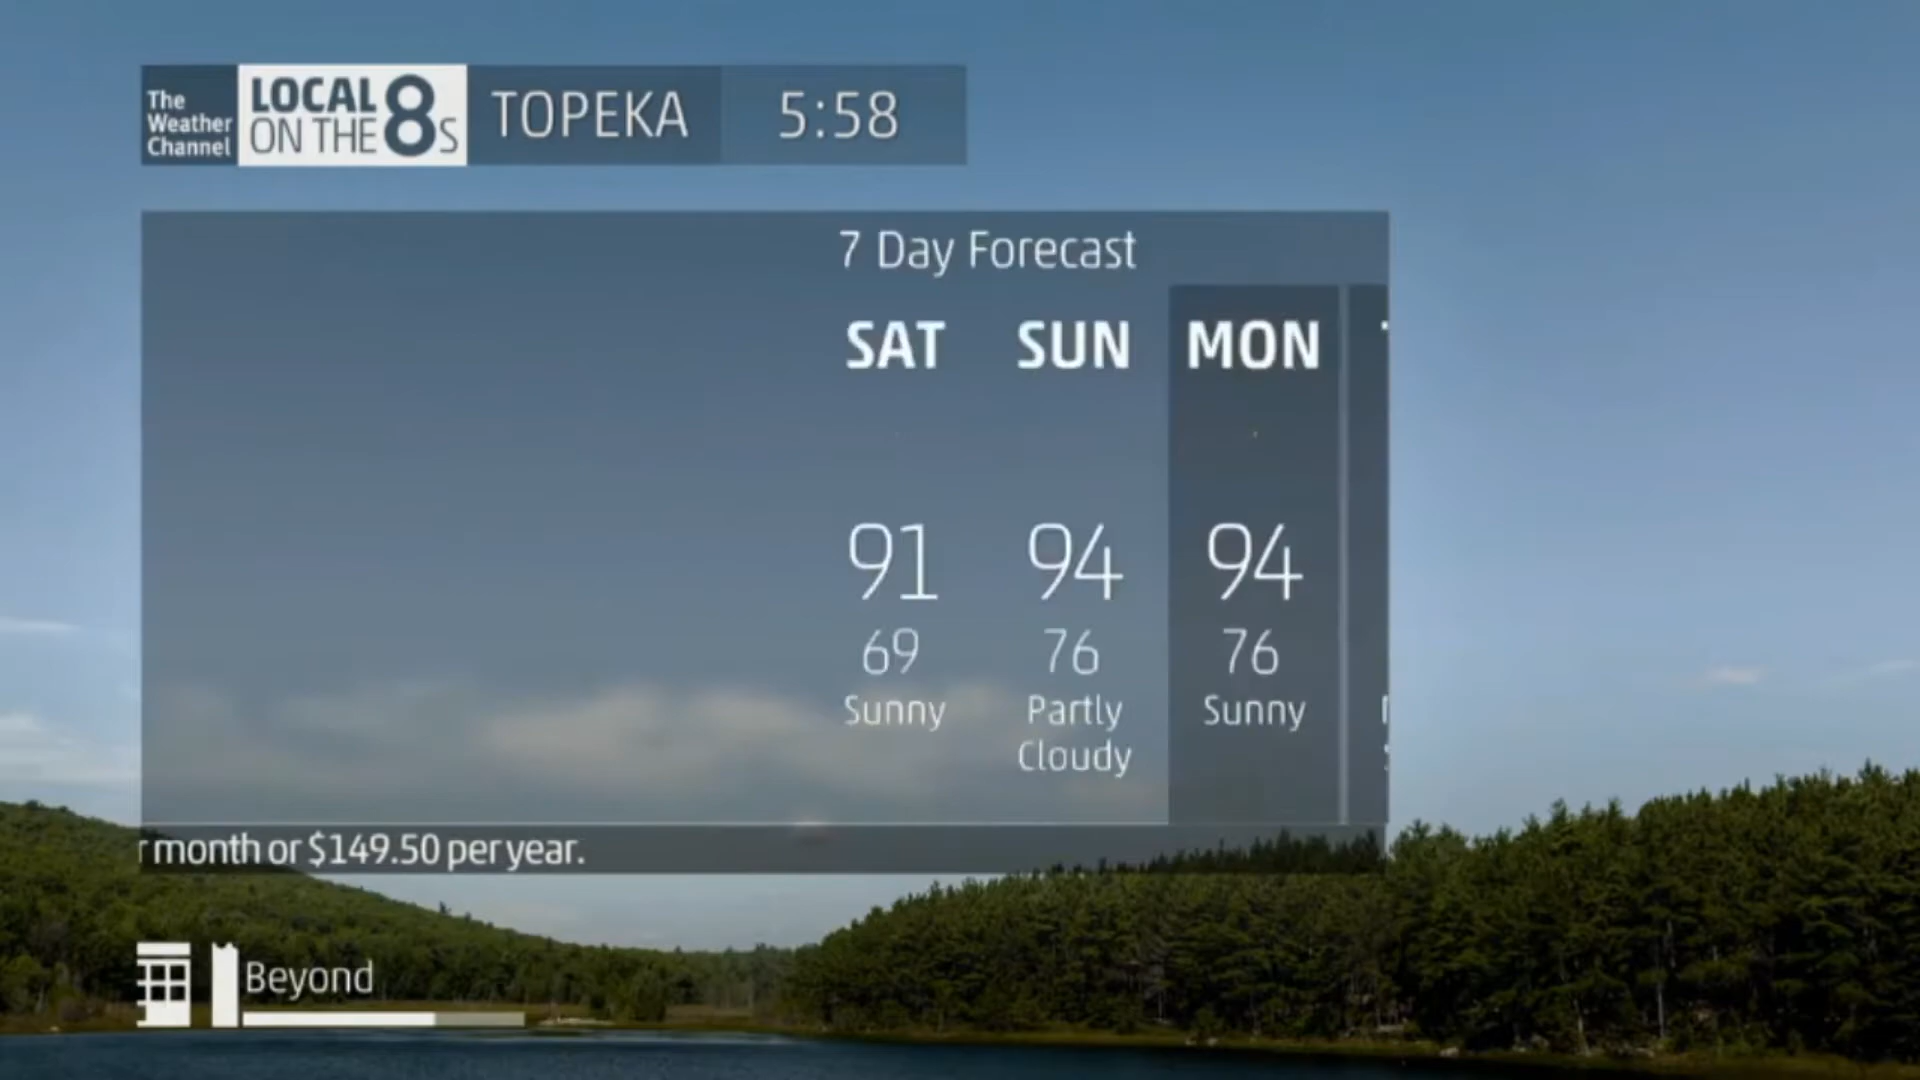 The
Weather
Channel
LOCAL
ON THE 8s
TOPEKA
5:58
7 Day Forecast
SAT SUN MON
91 94 94
69 76 76
Sunny Partly Cloudy Sunny
month or $149.50 per year.
Beyond